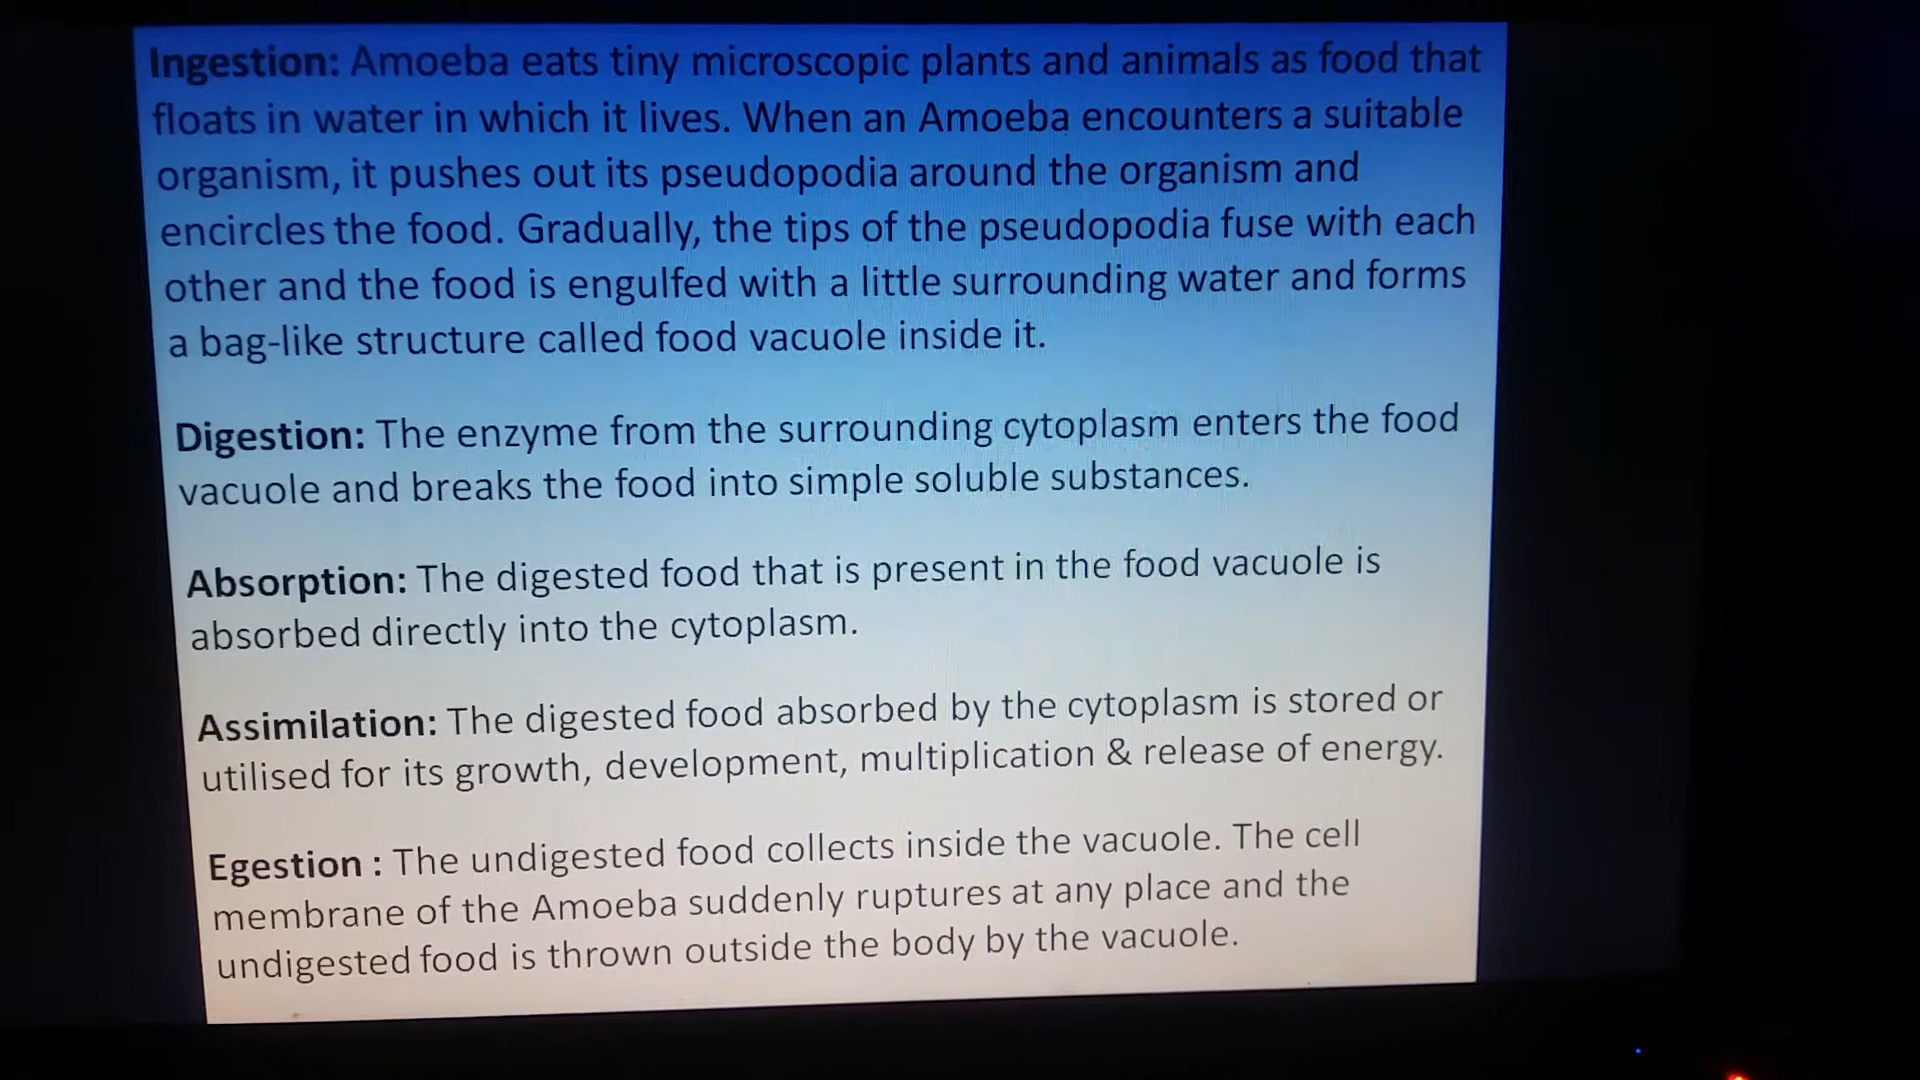 Ingestion: Amoeba eats tiny microscopic plants and animals as food that
floats in water in which it lives. When an Amoeba encounters a suitable
organism, it pushes out its pseudopodia around the organism and
encircles the food. Gradually, the tips of the pseudopodia fuse with each
other and the food is engulfed with a little surrounding water and forms
a bag-like structure called food vacuole inside it.
Digestion: The enzyme from the surrounding cytoplasm enters the food
vacuole and breaks the food into simple soluble substances.
Absorption: The digested food that is present in the food vacuole is
absorbed directly into the cytoplasm.
Assimilation: The digested food absorbed by the cytoplasm is stored or
utilised for its growth, development, multiplication & release of energy.
Egestion : The undigested food collects inside the vacuole. The cell
membrane of the Amoeba suddenly ruptures at any place and the
undigested food is thrown outside the body by the vacuole.